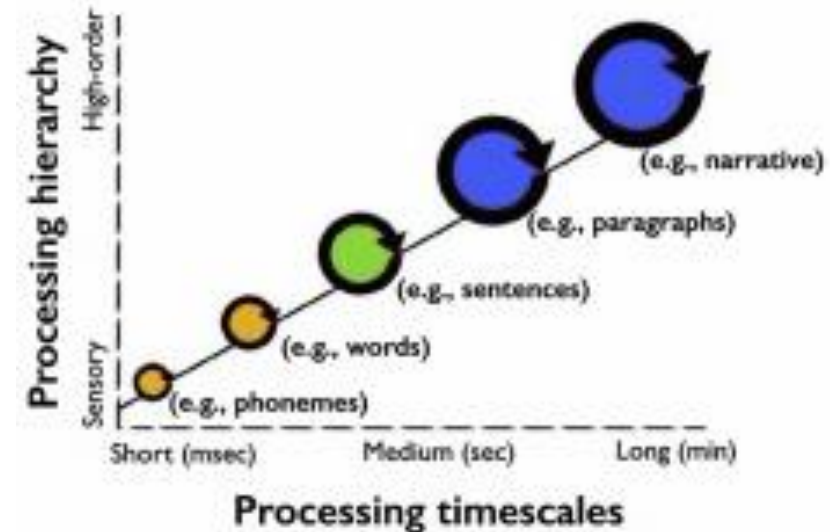 Processing hierarchy
High-order
Sensory
(e.g., narrative)
(e.g., paragraphs)
(e.g., sentences)
(e.g., words)
(e.g., phonemes)
Short (msec) Medium (sec) Long (min)
Processing timescales